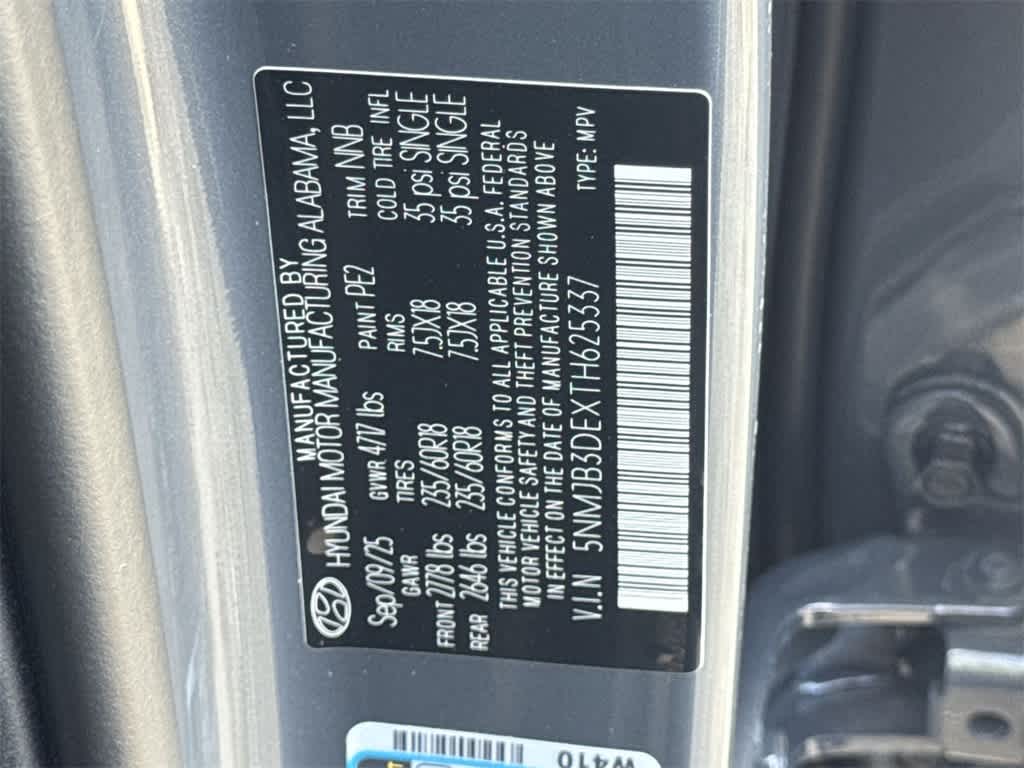 MANUFACTURED BY
HYUNDAI MOTOR MANUFACTURING ALABAMA, LLC
Sep/09/25 GVWR 4717 lbs PAINT PE2 TRIM NNB
GAWR TIRES RIMS COLD TIRE INFL
FRONT 2778 lbs 235/60R18 7.5JX18 35 psi SINGLE
REAR 2646 lbs 235/60R18 7.5JX18 35 psi SINGLE
THIS VEHICLE CONFORMS TO ALL APPLICABLE U.S.A. FEDERAL
MOTOR VEHICLE SAFETY AND THEFT PREVENTION STANDARDS
IN EFFECT ON THE DATE OF MANUFACTURE SHOWN ABOVE
V.I.N 5NMJB3DEXTH625337 TYPE: MPV
W410